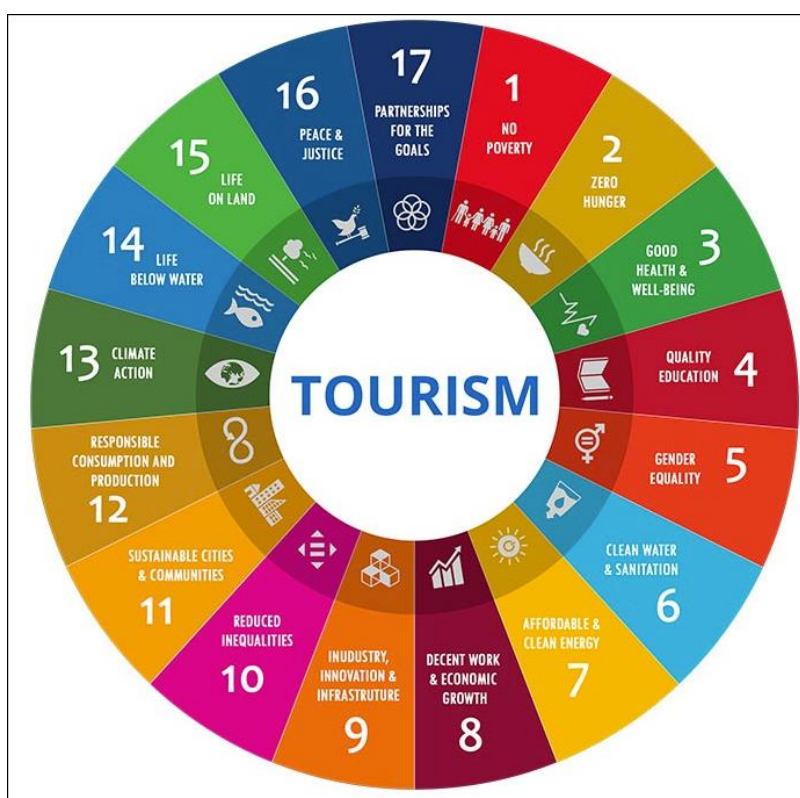 1
NO
POVERTY
2
ZERO
HUNGER
3
GOOD
HEALTH &
WELL-BEING
4
QUALITY
EDUCATION
5
GENDER
EQUALITY
6
CLEAN WATER
& SANITATION
7
AFFORDABLE &
CLEAN ENERGY
8
DECENT WORK
& ECONOMIC
GROWTH
9
INUDUSTRY,
INNOVATION &
INFRASTRUTURE
10
REDUCED
INEQUALITIES
11
SUSTAINABLE CITIES
& COMMUNITIES
12
RESPONSIBLE
CONSUMPTION AND
PRODUCTION
13
CLIMATE
ACTION
14
LIFE
BELOW WATER
15
LIFE
ON LAND
16
PEACE &
JUSTICE
17
PARTNERSHIPS
FOR THE
GOALS
TOURISM